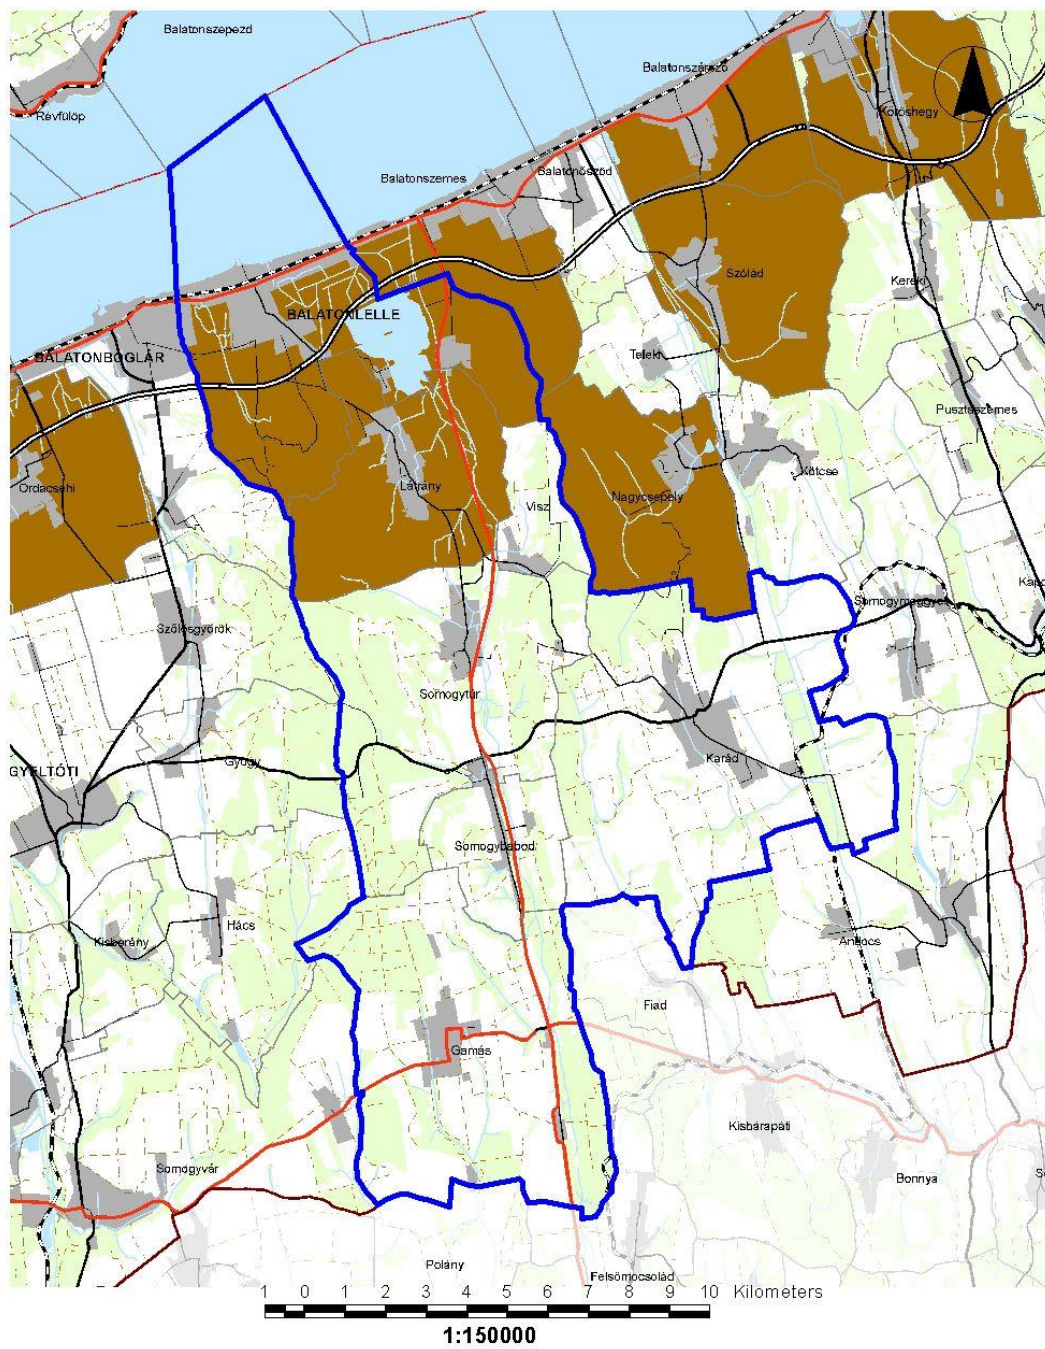 Balatonszepezd
Balatonszárszó
Révfülöp
Kőröshegy
Balatonszemes
Balatonőszöd
Szólád
Kereki
BALATONLELLE
BALATONBOGLÁR
Teleki
Pusztaszemes
Kötcse
Ordacsehi
Látrány
Nagycsepely
Visz
Somogymeggyes
Szőlősgyörök
Somogytúr
Karád
Gyugy
GYELTÓTI
Somogybabod
Hács
Kisberény
Andocs
Fiad
Gamás
Kisbárapáti
Somogyvár
Bonnya
Polány
Felsőmocsolád
1 0 1 2 3 4 5 6 7 8 9 10 Kilometers
1:150000